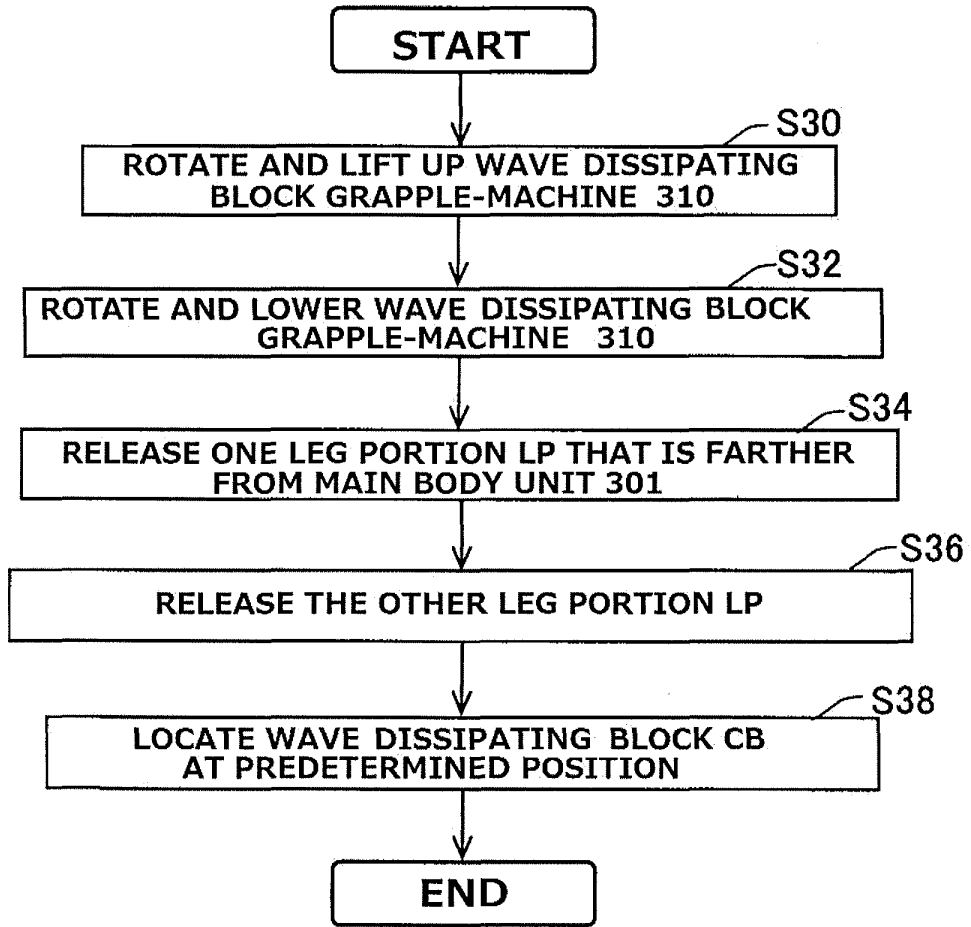 START
S30
ROTATE AND LIFT UP WAVE DISSIPATING
BLOCK GRAPPLE-MACHINE 310
S32
ROTATE AND LOWER WAVE DISSIPATING BLOCK
GRAPPLE-MACHINE 310
S34
RELEASE ONE LEG PORTION LP THAT IS FARTHER
FROM MAIN BODY UNIT 301
S36
RELEASE THE OTHER LEG PORTION LP
S38
LOCATE WAVE DISSIPATING BLOCK CB
AT PREDETERMINED POSITION
END